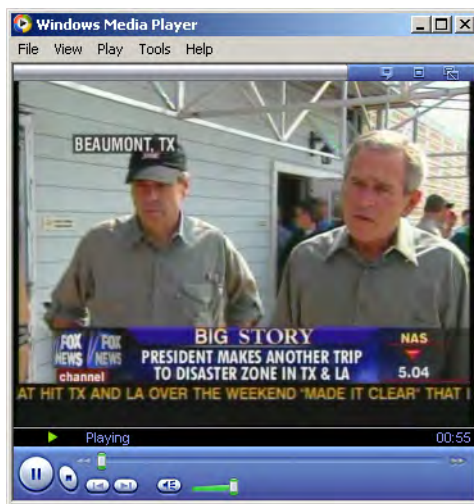 Windows Media Player
File View Play Tools Help
BEAUMONT, TX
FOX NEWS FOX NEWS
channel
BIG STORY
PRESIDENT MAKES ANOTHER TRIP
TO DISASTER ZONE IN TX & LA
NAS
5.04
AT HIT TX AND LA OVER THE WEEKEND "MADE IT CLEAR" THAT I
Playing 00:55